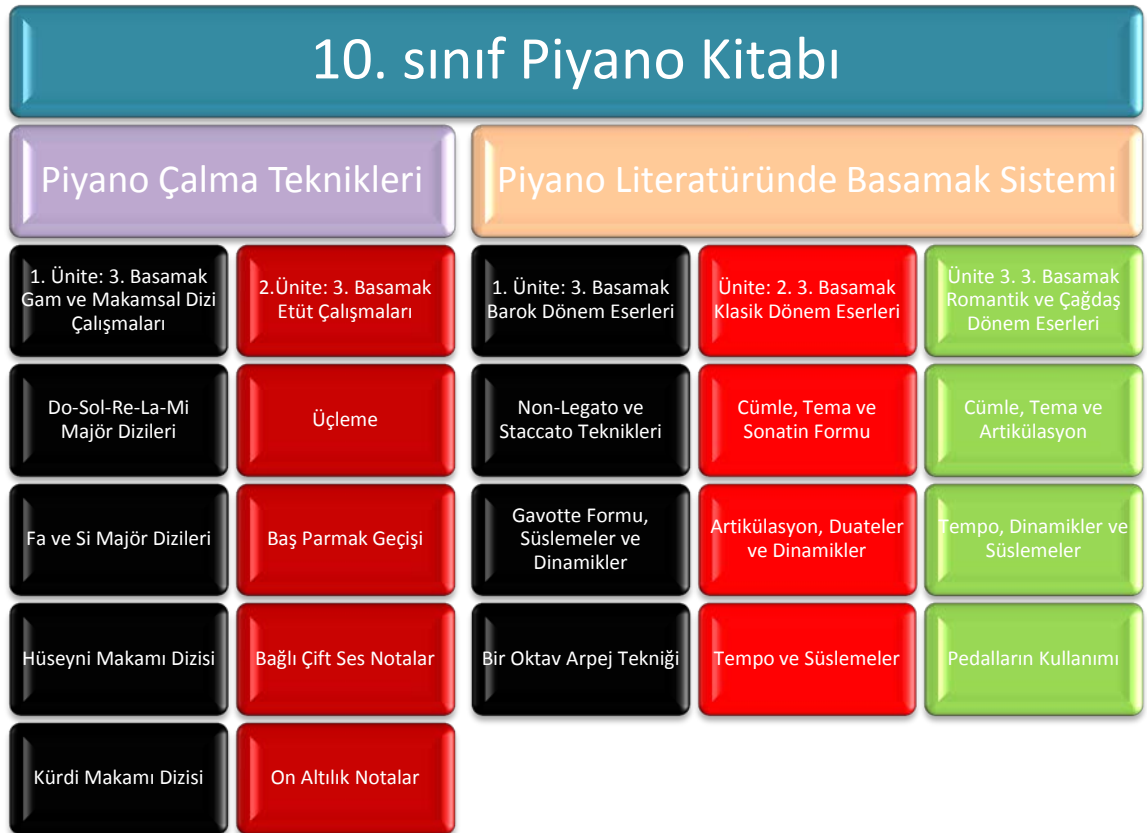 10. sınıf Piyano Kitabı
Piyano Çalma Teknikleri
Piyano Literatüründe Basamak Sistemi
1. Ünite: 3. Basamak
Gam ve Makamsal Dizi
Çalışmaları
2.Ünite: 3. Basamak
Etüt Çalışmaları
1. Ünite: 3. Basamak
Barok Dönem Eserleri
Ünite: 2. 3. Basamak
Klasik Dönem Eserleri
Ünite 3. 3. Basamak
Romantik ve Çağdaş
Dönem Eserleri
Do-Sol-Re-La-Mi
Majör Dizileri
Üçleme
Non-Legato ve
Staccato Teknikleri
Cümle, Tema ve
Sonatin Formu
Cümle, Tema ve
Artikülasyon
Fa ve Si Majör Dizileri
Baş Parmak Geçişi
Gavotte Formu,
Süslemeler ve
Dinamikler
Artikülasyon, Duateler
ve Dinamikler
Tempo, Dinamikler ve
Süslemeler
Hüseyni Makamı Dizisi
Bağlı Çift Ses Notalar
Bir Oktav Arpej Tekniği
Tempo ve Süslemeler
Pedalların Kullanımı
Kürdi Makamı Dizisi
On Altılık Notalar